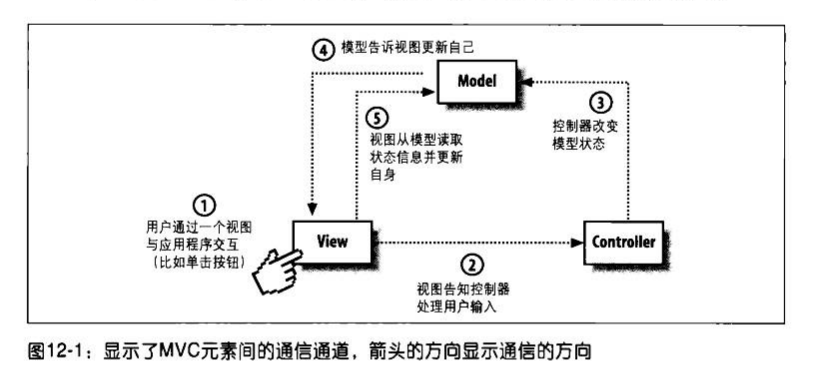 ④ 模型告诉视图更新自己
Model
③
控制器改变
模型状态
⑤
视图从模型读取
状态信息并更新
自身
①
用户通过一个视图
与应用程序交互
（比如单击按钮）
View
Controller
②
视图告知控制器
处理用户输入
图12-1：显示了MVC元素间的通信通道，箭头的方向显示通信的方向